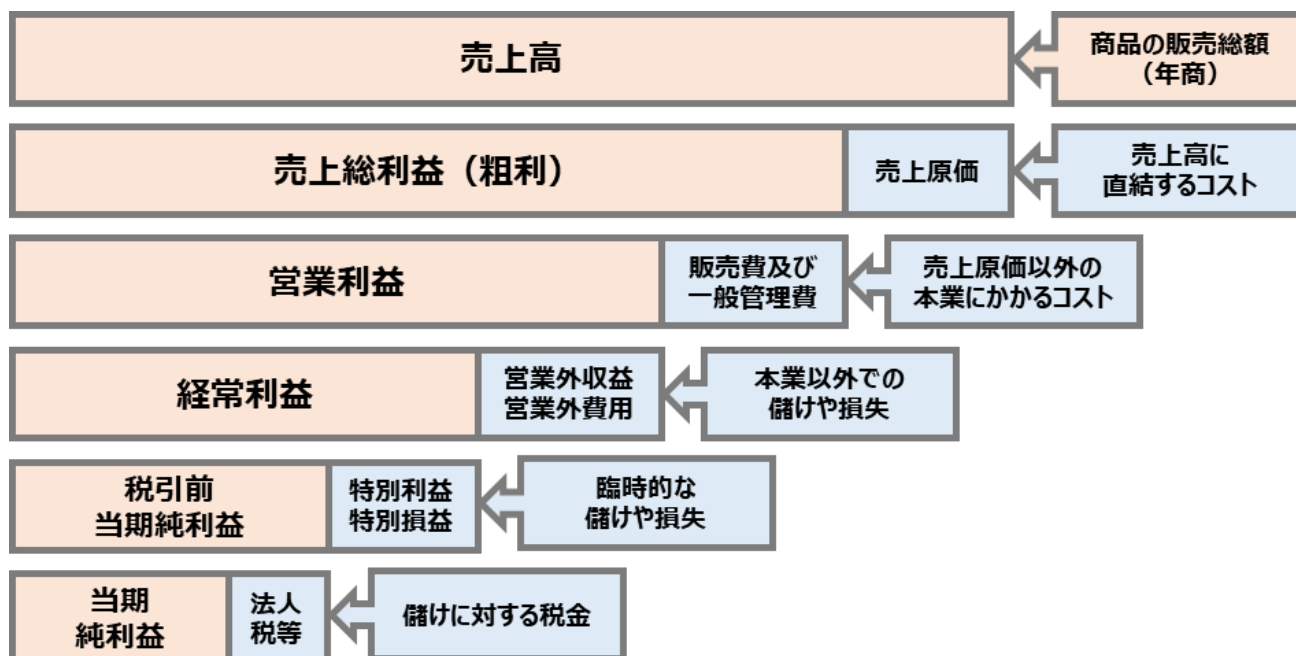 売上高
商品の販売総額
（年商）
売上総利益（粗利）
売上原価
売上高に
直結するコスト
営業利益
販売費及び
一般管理費
売上原価以外の
本業にかかるコスト
経常利益
営業外収益
営業外費用
本業以外での
儲けや損失
税引前
当期純利益
特別利益
特別損益
臨時的な
儲けや損失
当期
純利益
法人
税等
儲けに対する税金